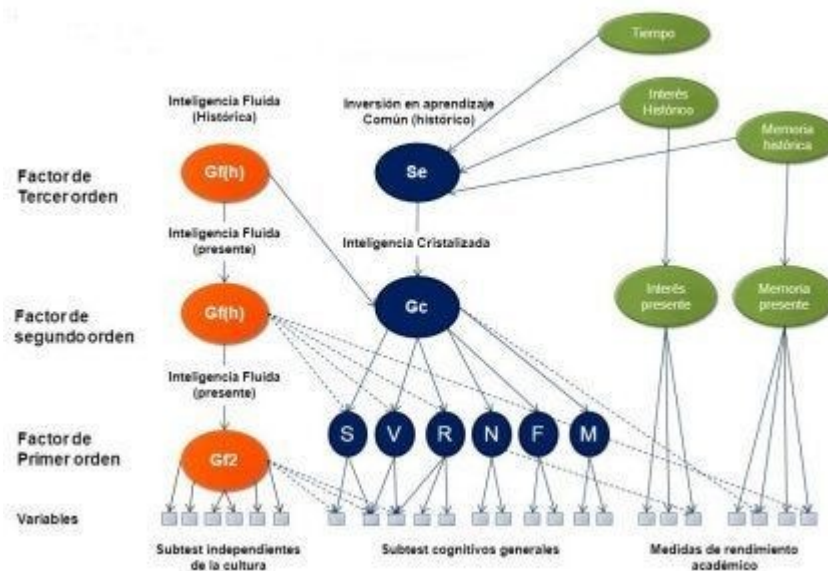 Tiempo
Inteligencia Fluida
(Histórica)
Inversión en aprendizaje
Común (histórico)
Interés
Histórico
Memoria
histórica
Factor de
Tercer orden
Gf(h)
Se
Inteligencia Fluida
(presente)
Inteligencia Cristalizada
Factor de
segundo orden
Gf(h)
Gc
Interés
presente
Memoria
presente
Inteligencia Fluida
(presente)
Factor de
Primer orden
Gf2
S
V
R
N
F
M
Variables
Subtest independientes
de la cultura
Subtest cognitivos generales
Medidas de rendimiento
académico